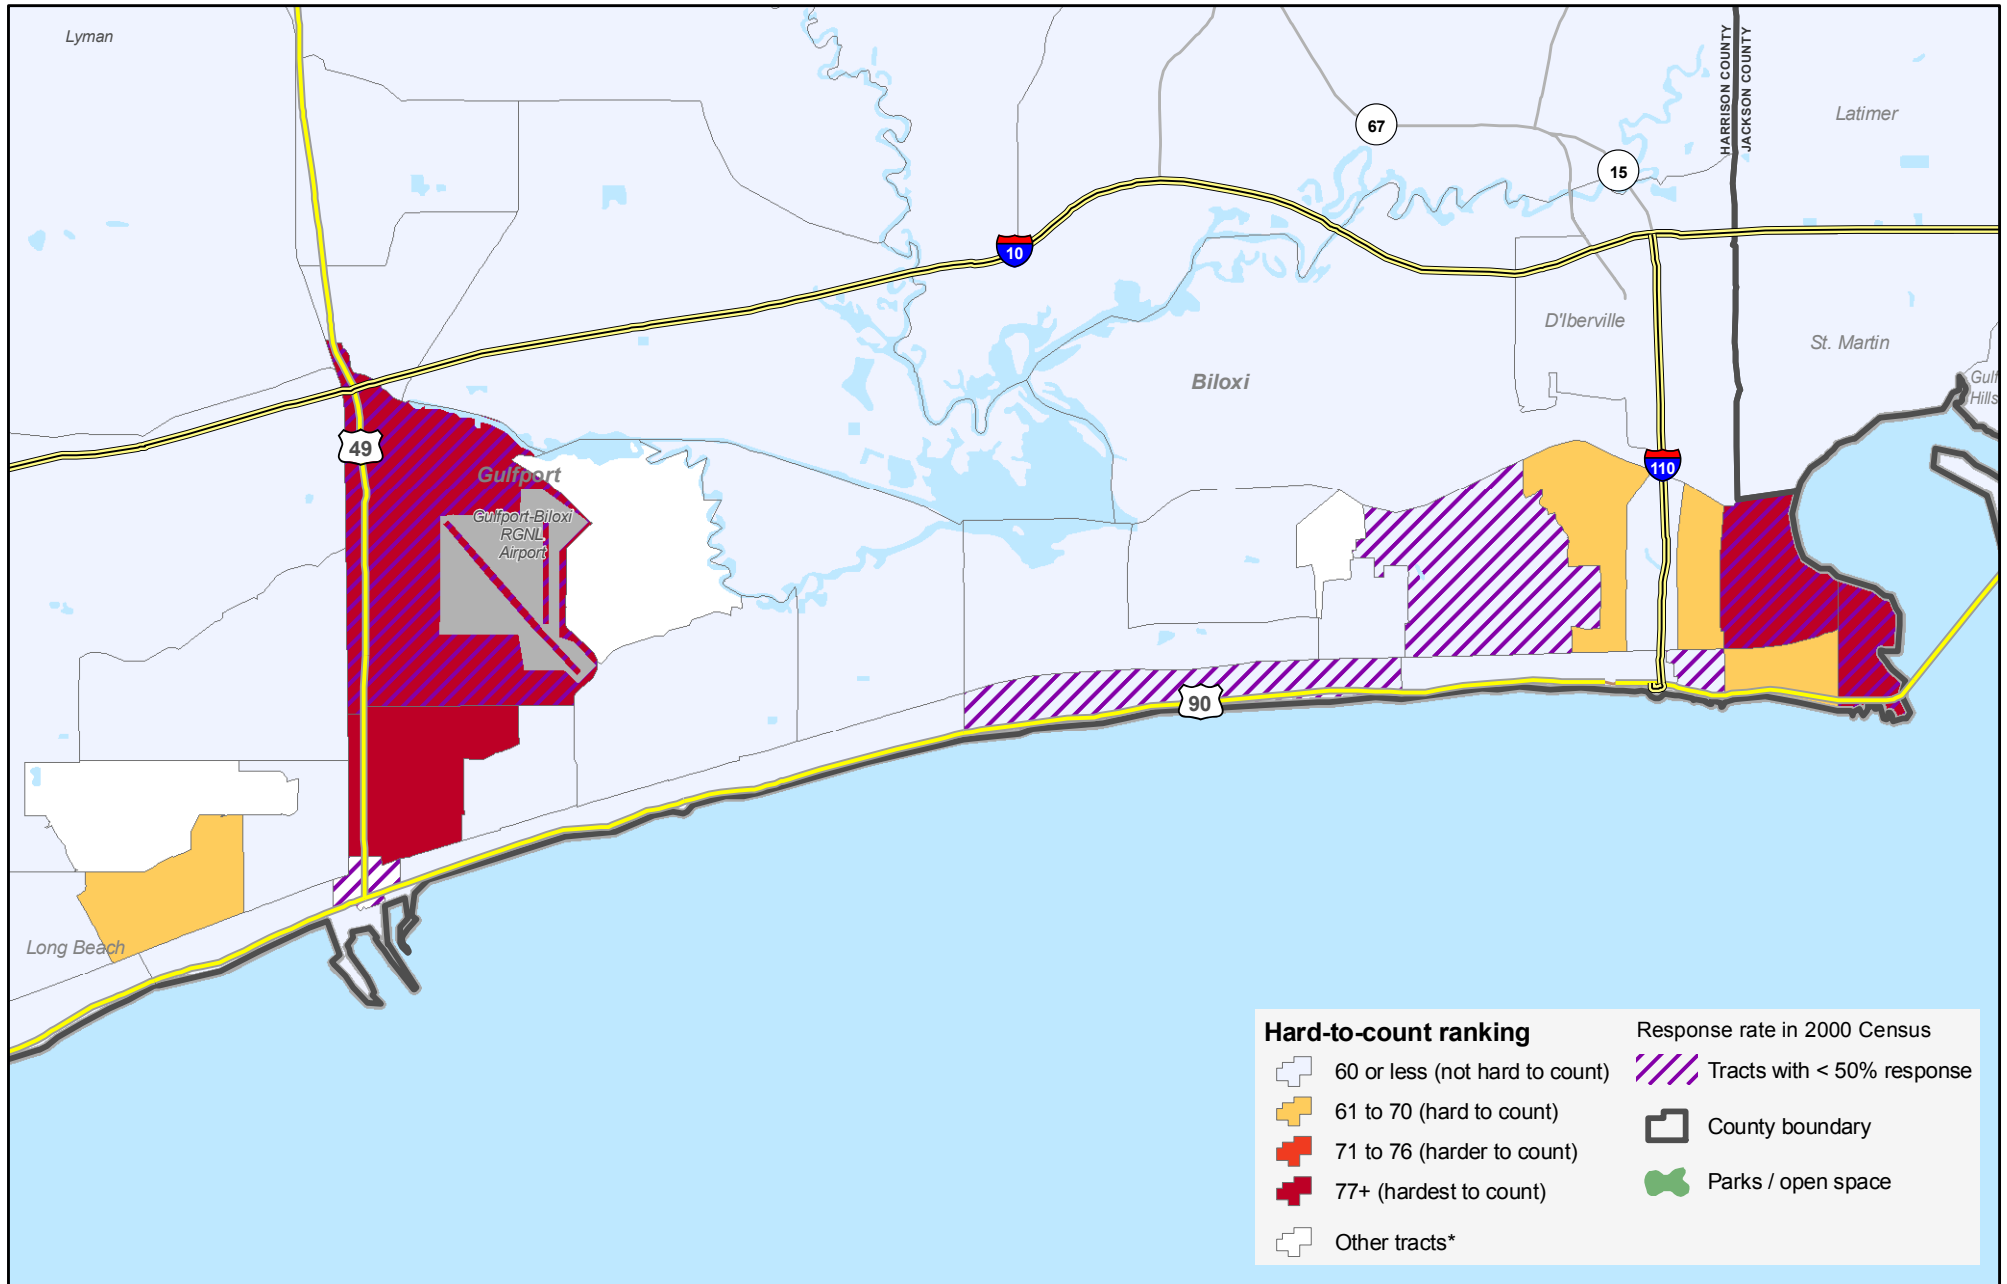 Lyman
HARRISON COUNTY
JACKSON COUNTY
Latimer
67
15
10
D'Iberville
St. Martin
Biloxi
Gulf
Hills
49
Gulfport
110
Gulfport-Biloxi
RGNL
Airport
90
Long Beach
Hard-to-count ranking
60 or less (not hard to count)
61 to 70 (hard to count)
71 to 76 (harder to count)
77+ (hardest to count)
Other tracts*
Response rate in 2000 Census
Tracts with < 50% response
County boundary
Parks / open space